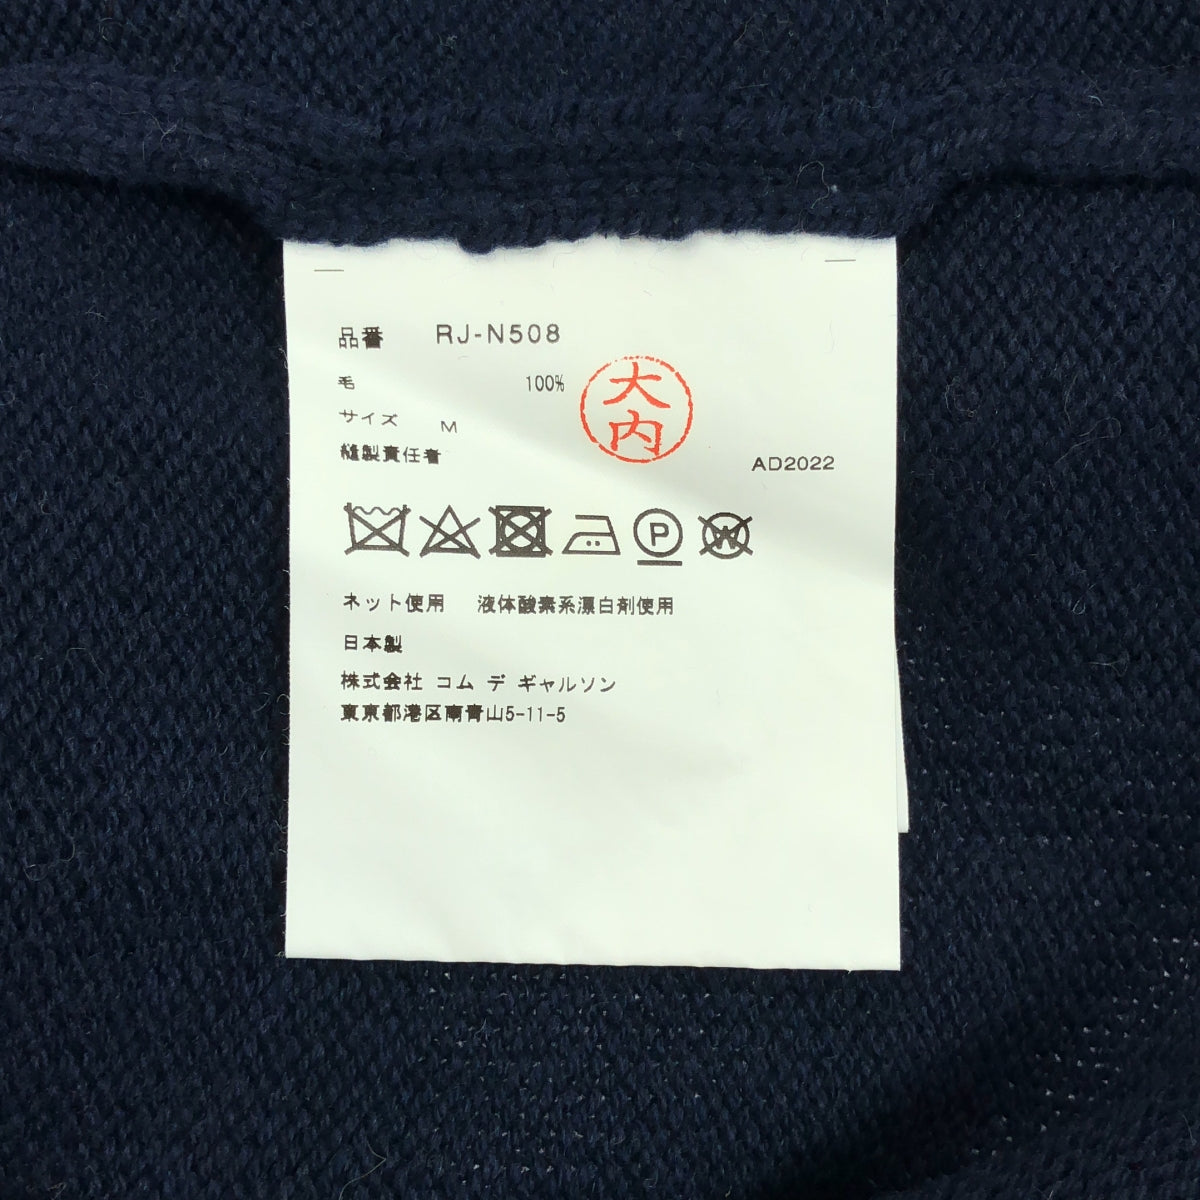 品番 RJ-N508
毛 100%
サイズ M
縫製責任者
大内
AD2022
P W
ネット使用 液体酸素系漂白剤使用
日本製
株式会社 コム デ ギャルソン
東京都港区南青山5-11-5